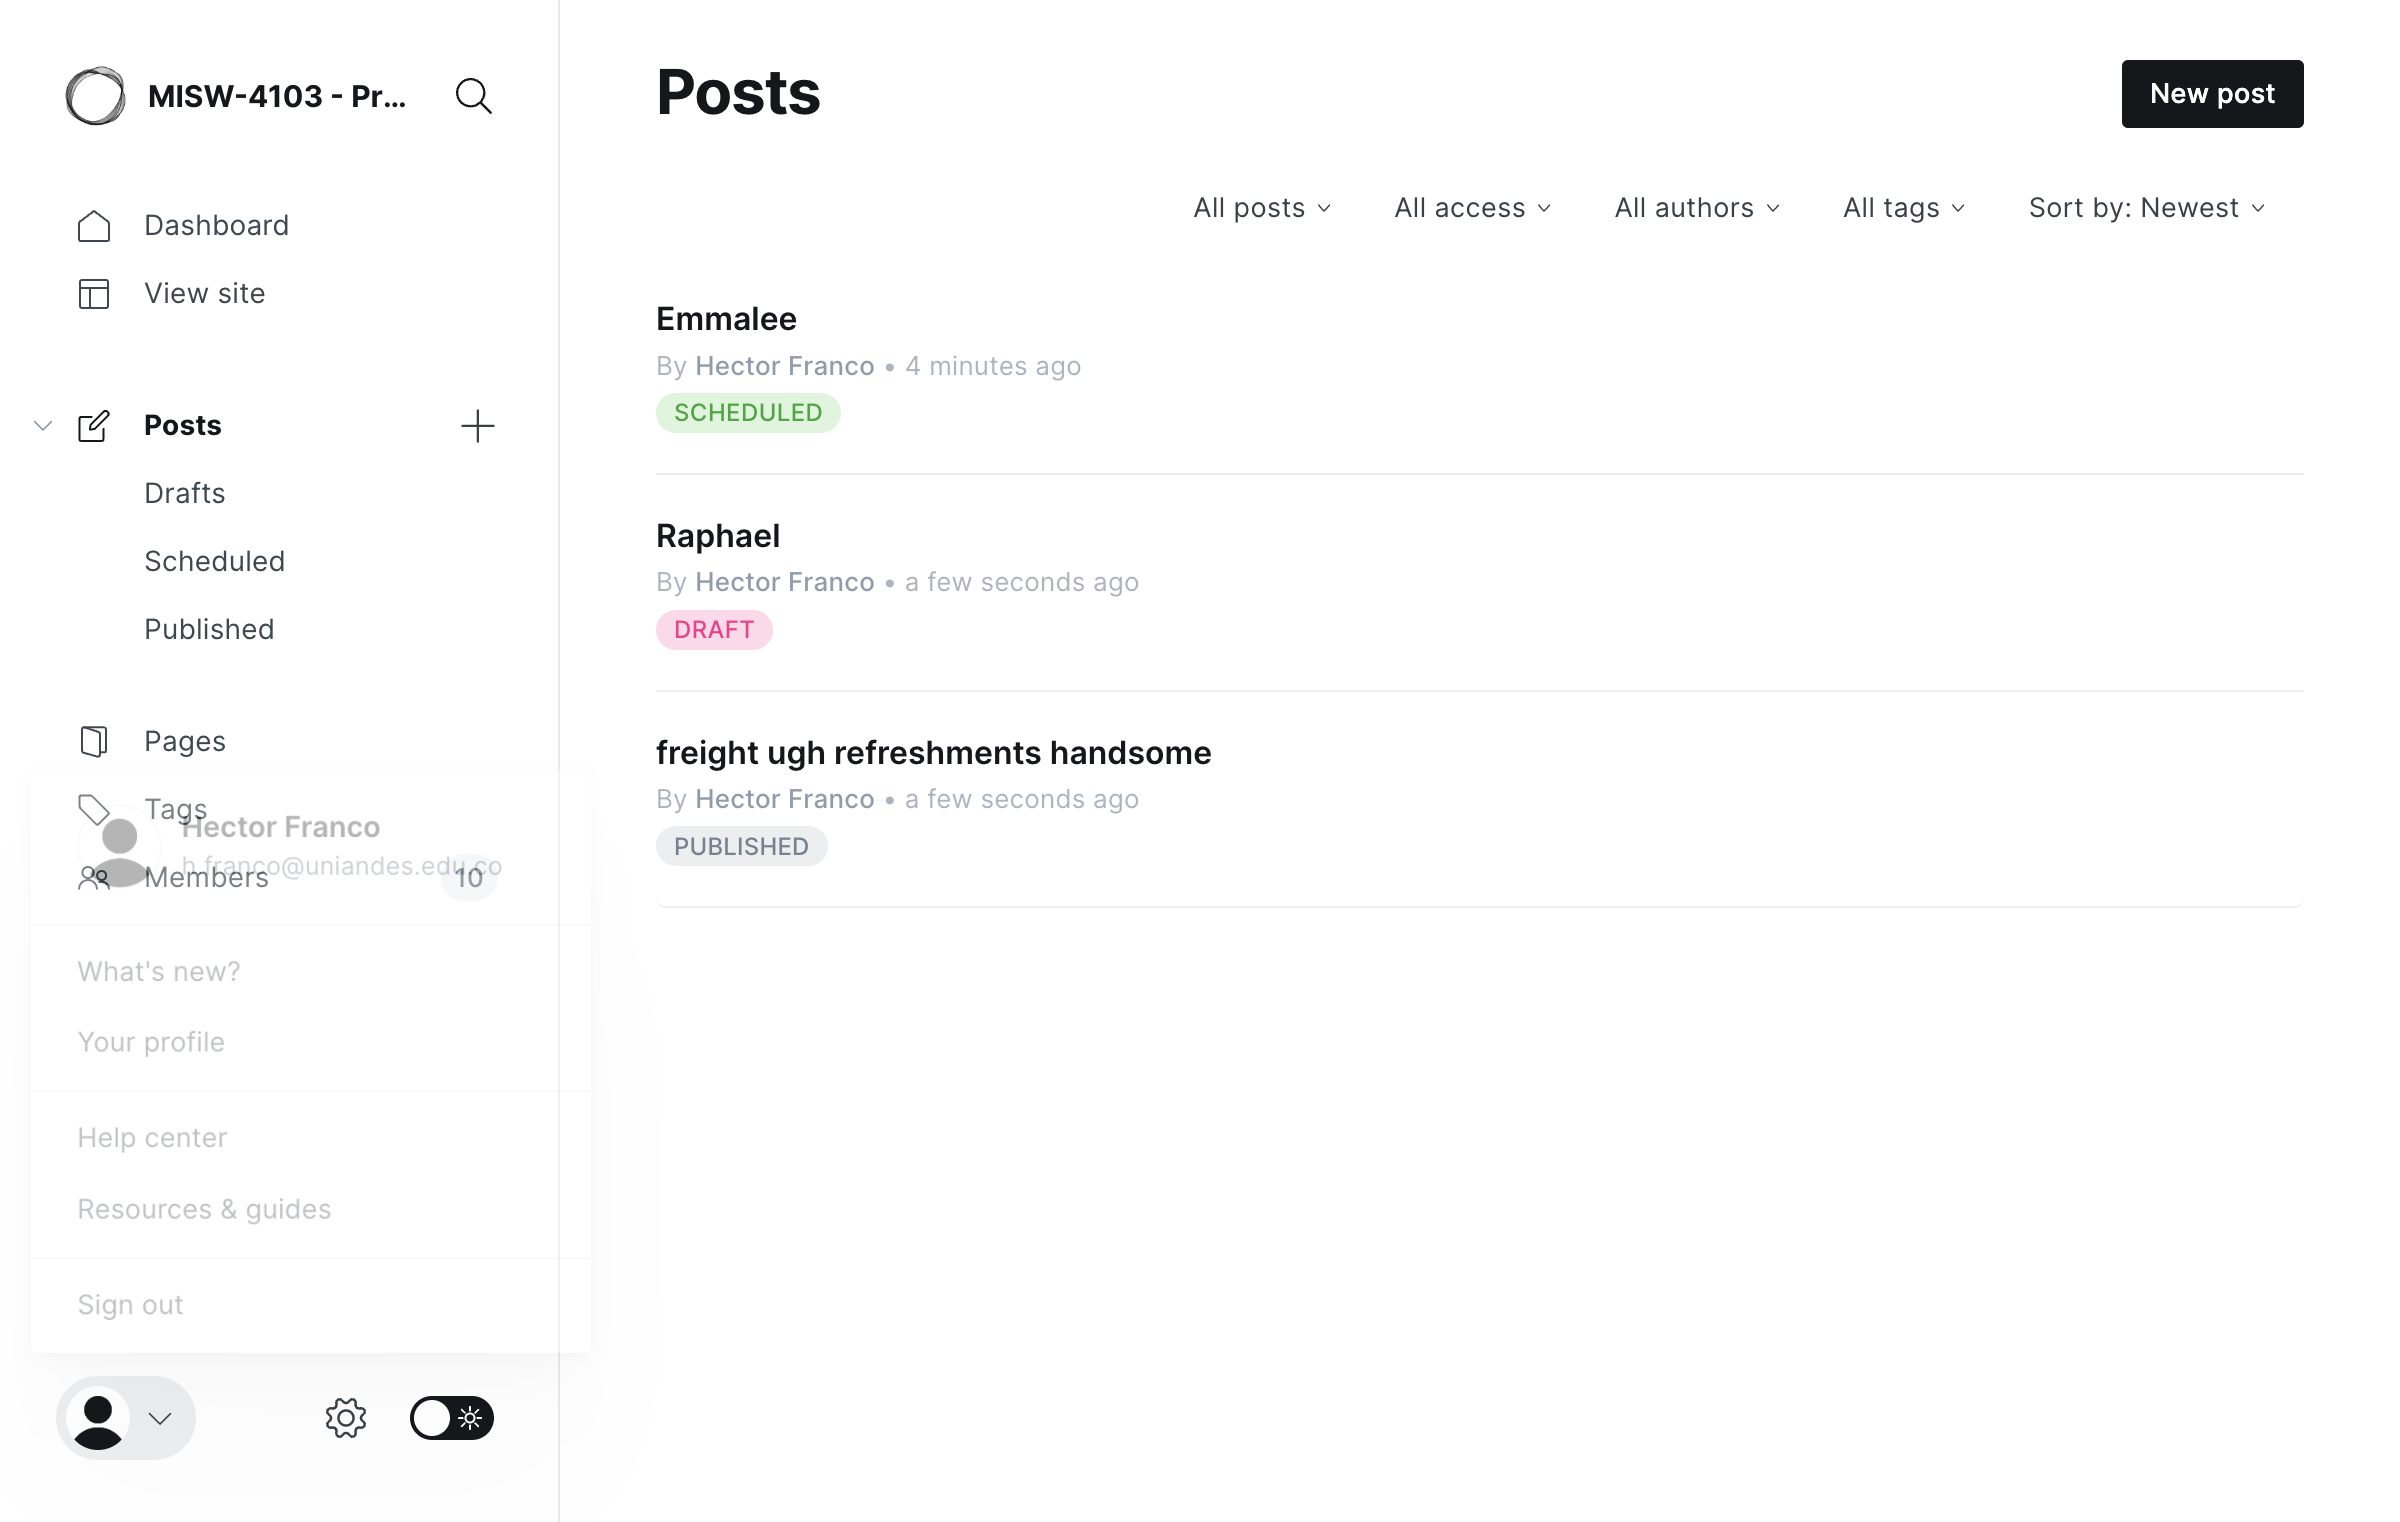 MISW-4103 - Pr...
Dashboard
View site
Posts
Drafts
Scheduled
Published
Pages
Tags
Hector Franco
h.franco@uniandes.edu.co
Members
10
What's new?
Your profile
Help center
Resources & guides
Sign out
Posts
New post
All posts
All access
All authors
All tags
Sort by: Newest
Emmalee
By Hector Franco • 4 minutes ago
SCHEDULED
Raphael
By Hector Franco • a few seconds ago
DRAFT
freight ugh refreshments handsome
By Hector Franco • a few seconds ago
PUBLISHED